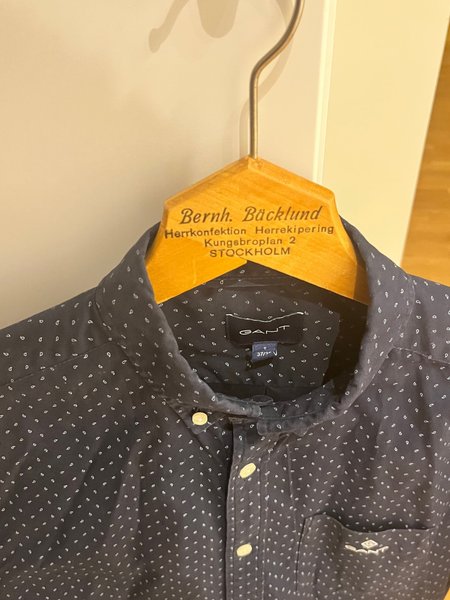 Bernh. Bäcklund
Herrkonfektion Herrekipering
Kungsbroplan 2
STOCKHOLM
GANT